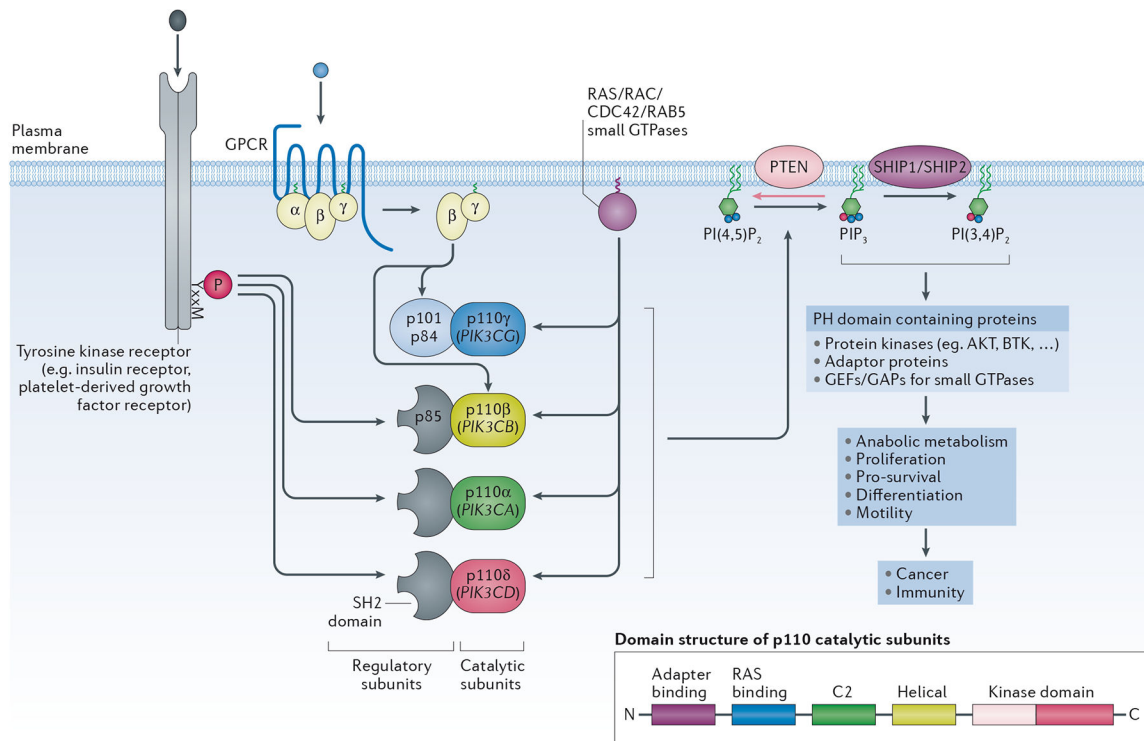 Plasma
membrane
GPCR
α
β
γ
β
γ
RAS/RAC/
CDC42/RAB5
small GTPases
PTEN
SHIP1/SHIP2
PI(4,5)P₂
PIP₃
PI(3,4)P₂
P
YxxM
Tyrosine kinase receptor
(e.g. insulin receptor,
platelet-derived growth
factor receptor)
p101
p84
p110γ
(PIK3CG)
p85
p110β
(PIK3CB)
p110α
(PIK3CA)
p110δ
(PIK3CD)
SH2
domain
Regulatory
subunits
Catalytic
subunits
PH domain containing proteins
• Protein kinases (eg. AKT, BTK, …)
• Adaptor proteins
• GEFs/GAPs for small GTPases
• Anabolic metabolism
• Proliferation
• Pro-survival
• Differentiation
• Motility
• Cancer
• Immunity
Domain structure of p110 catalytic subunits
Adapter
binding
RAS
binding
C2
Helical
Kinase domain
N
C